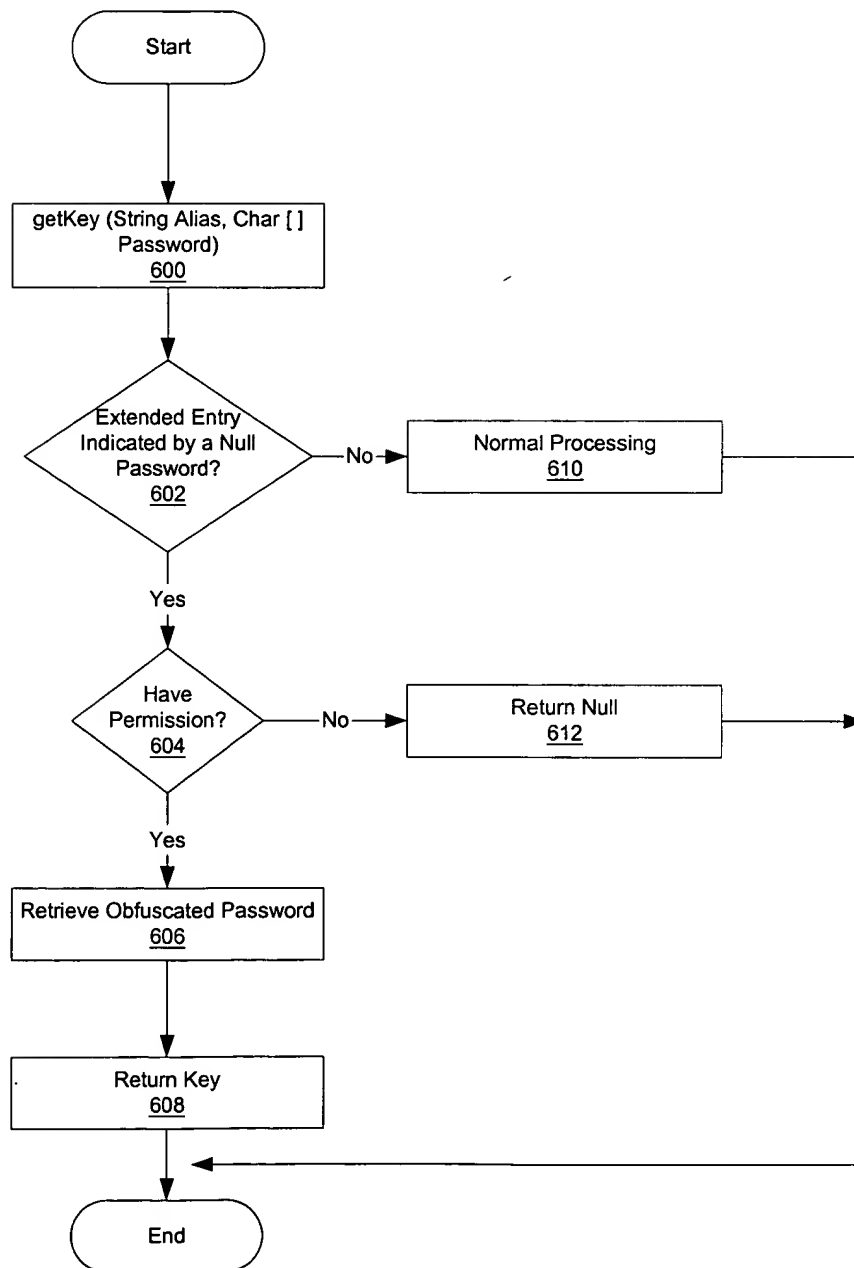 Start
getKey (String Alias, Char [ ]
Password)
600
Extended Entry
Indicated by a Null
Password?
602
No
Normal Processing
610
Yes
Have
Permission?
604
No
Return Null
612
Yes
Retrieve Obfuscated Password
606
Return Key
608
End